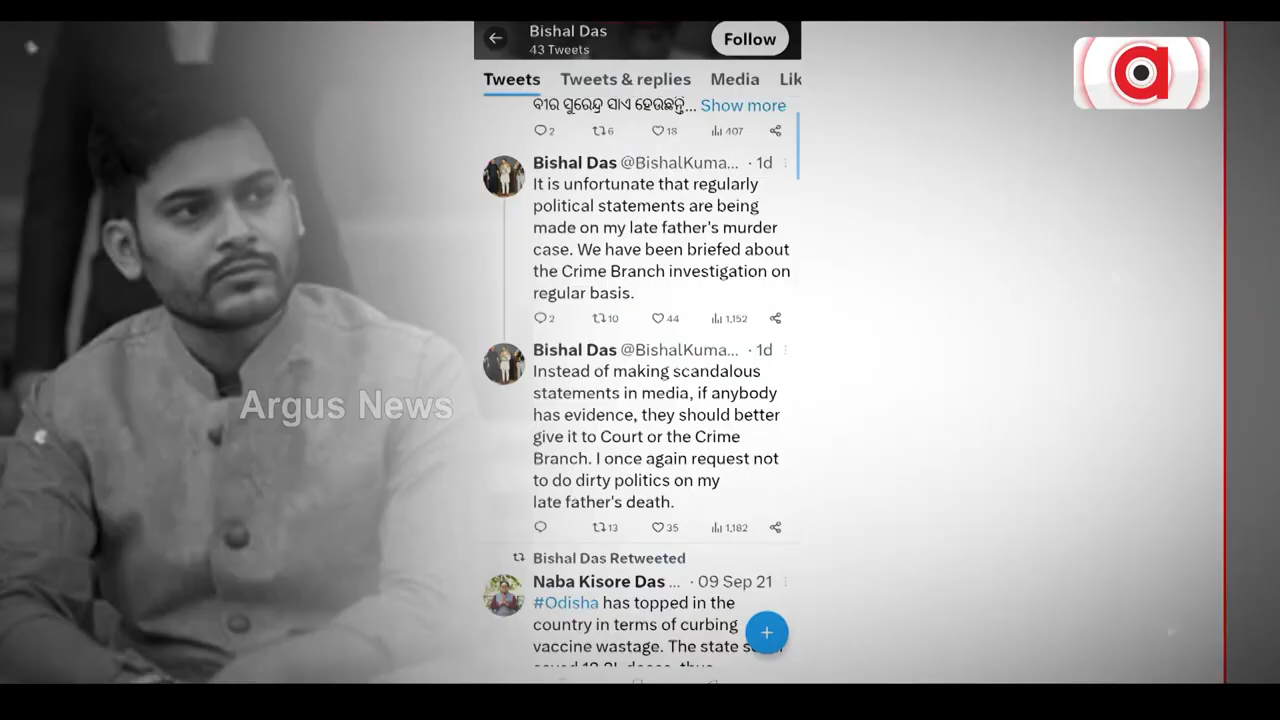 Bishal Das
43 Tweets
Follow
Tweets Tweets & replies Media Lik
ବୀର ସୁରେନ୍ଦ୍ର ସାଏ ହେଉଛନ୍ତି... Show more
2 6 18 407
Bishal Das @BishalKuma... · 1d
It is unfortunate that regularly
political statements are being
made on my late father's murder
case. We have been briefed about
the Crime Branch investigation on
regular basis.
2 10 44 1,152
Bishal Das @BishalKuma... · 1d
Instead of making scandalous
statements in media, if anybody
has evidence, they should better
give it to Court or the Crime
Branch. I once again request not
to do dirty politics on my
late father's death.
13 35 1,182
Bishal Das Retweeted
Naba Kisore Das ... · 09 Sep 21
#Odisha has topped in the
country in terms of curbing
vaccine wastage. The state
Argus News
a